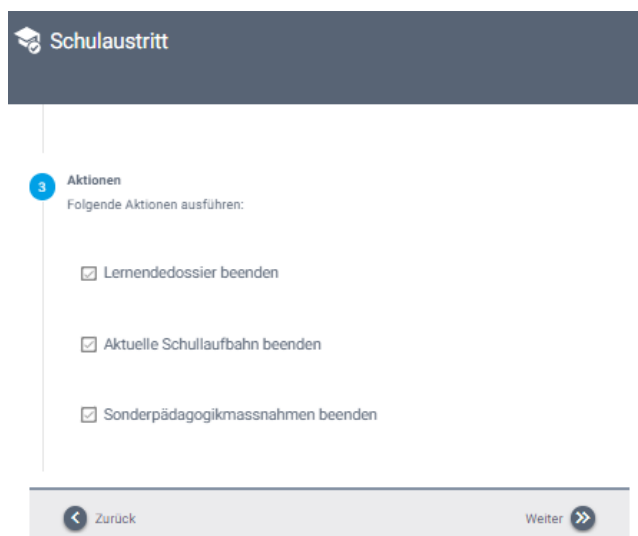 Schulaustritt
3
Aktionen
Folgende Aktionen ausführen:
Lernendedossier beenden
Aktuelle Schullaufbahn beenden
Sonderpädagogikmassnahmen beenden
Zurück
Weiter